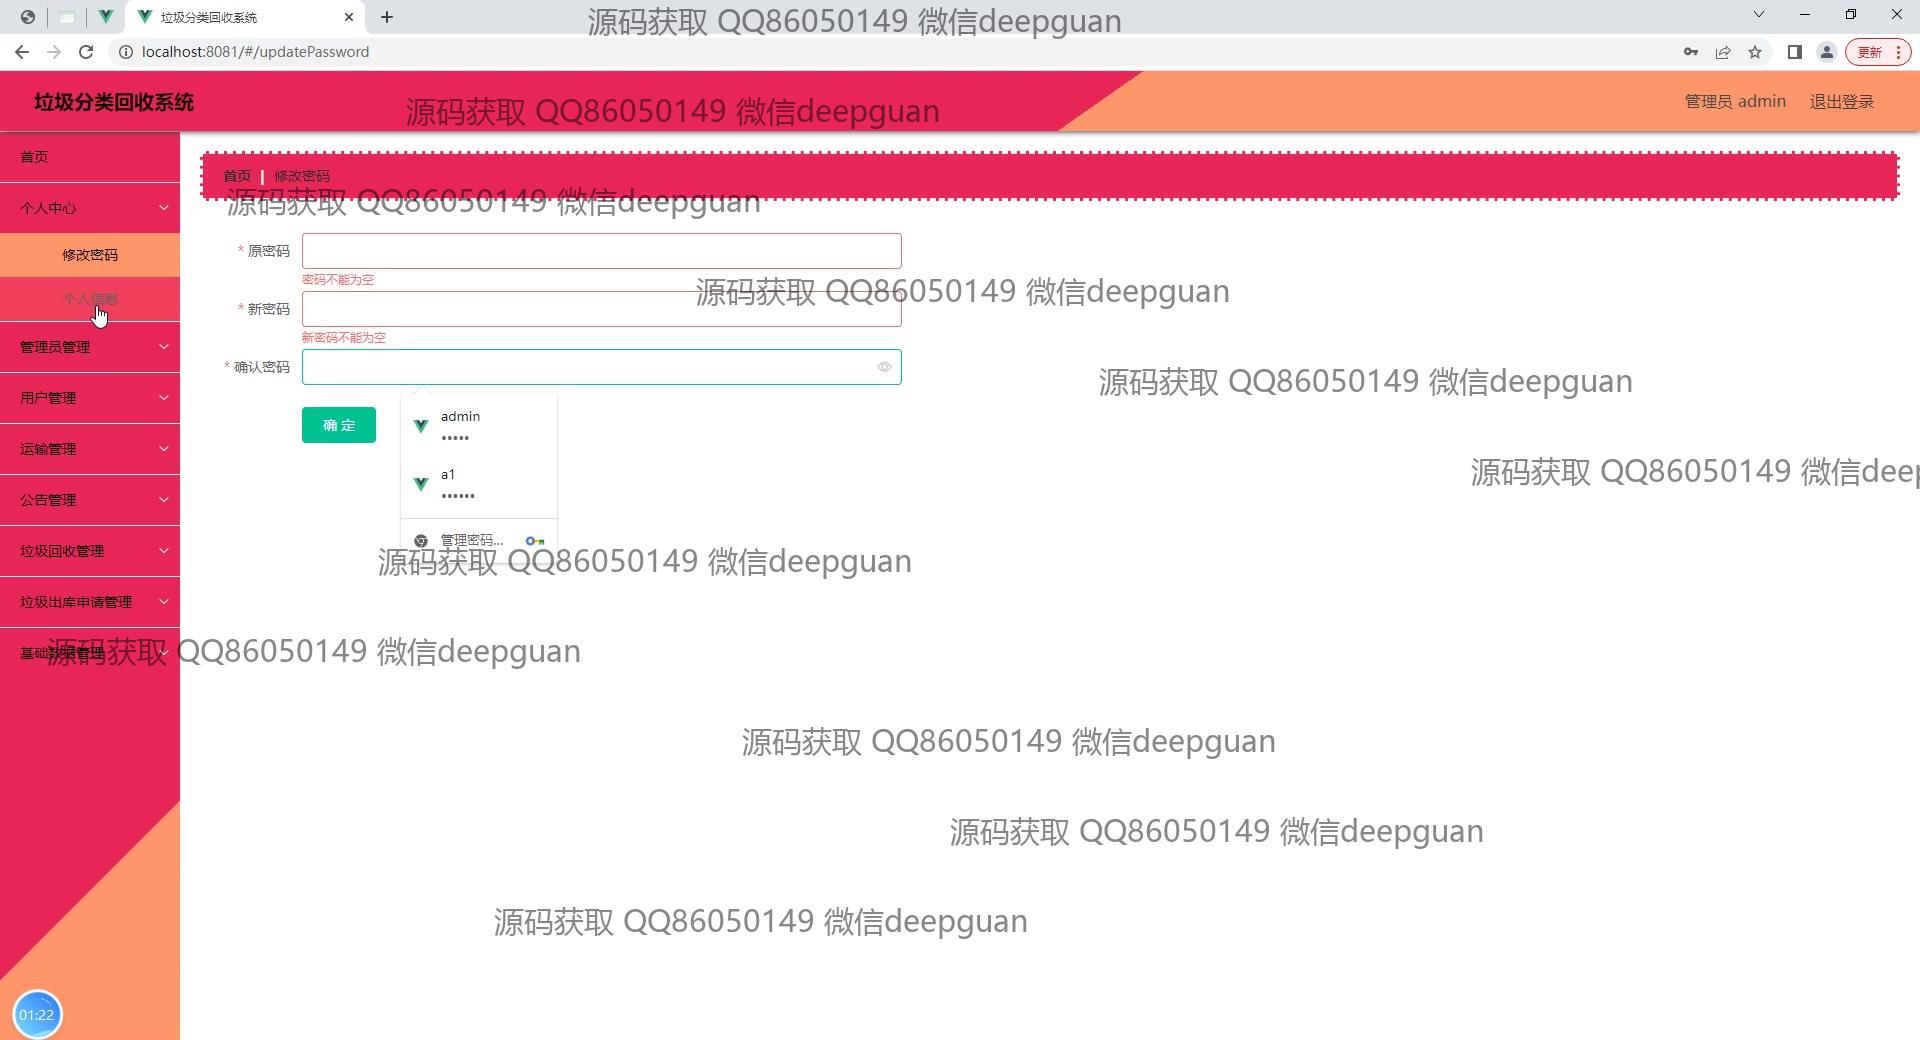 垃圾分类回收系统
源码获取 QQ86050149 微信deepguan
localhost:8081/#/updatePassword
更新
垃圾分类回收系统
源码获取 QQ86050149 微信deepguan
管理员 admin
退出登录
首页
首页 | 修改密码
个人中心
源码获取 QQ86050149 微信deepguan
修改密码
* 原密码
密码不能为空
个人信息
源码获取 QQ86050149 微信deepguan
* 新密码
新密码不能为空
管理员管理
* 确认密码
源码获取 QQ86050149 微信deepguan
用户管理
确 定
admin
•••••
运输管理
a1
••••••
源码获取 QQ86050149 微信deep
公告管理
垃圾回收管理
管理密码...
源码获取 QQ86050149 微信deepguan
垃圾出库申请管理
基础数据管理
源码获取 QQ86050149 微信deepguan
源码获取 QQ86050149 微信deepguan
源码获取 QQ86050149 微信deepguan
源码获取 QQ86050149 微信deepguan
01:22